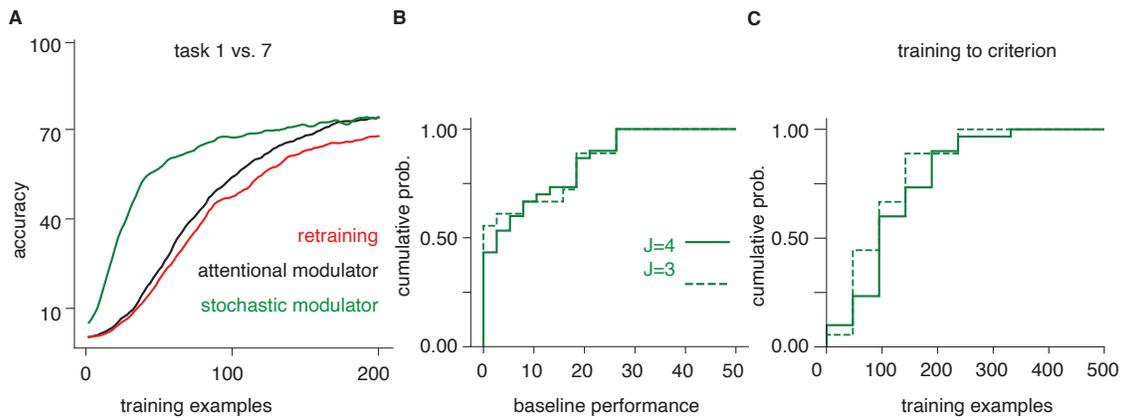 A
task 1 vs. 7
100
70
40
10
accuracy
retraining
attentional modulator
stochastic modulator
0
100
200
training examples
B
1.00
0.50
0.00
cumulative prob.
J=4
J=3
0
10
20
30
40
50
baseline performance
C
training to criterion
1.00
0.50
0.00
cumulative prob.
0
100
200
300
400
500
training examples